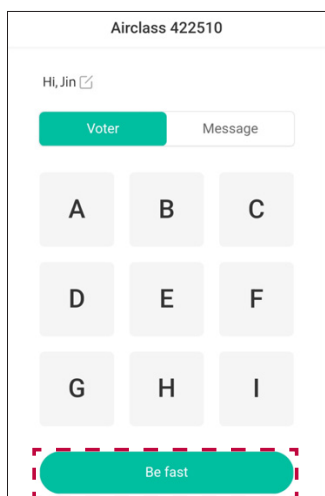 Airclass 422510
Hi, Jin
Voter Message
A B C
D E F
G H I
Be fast